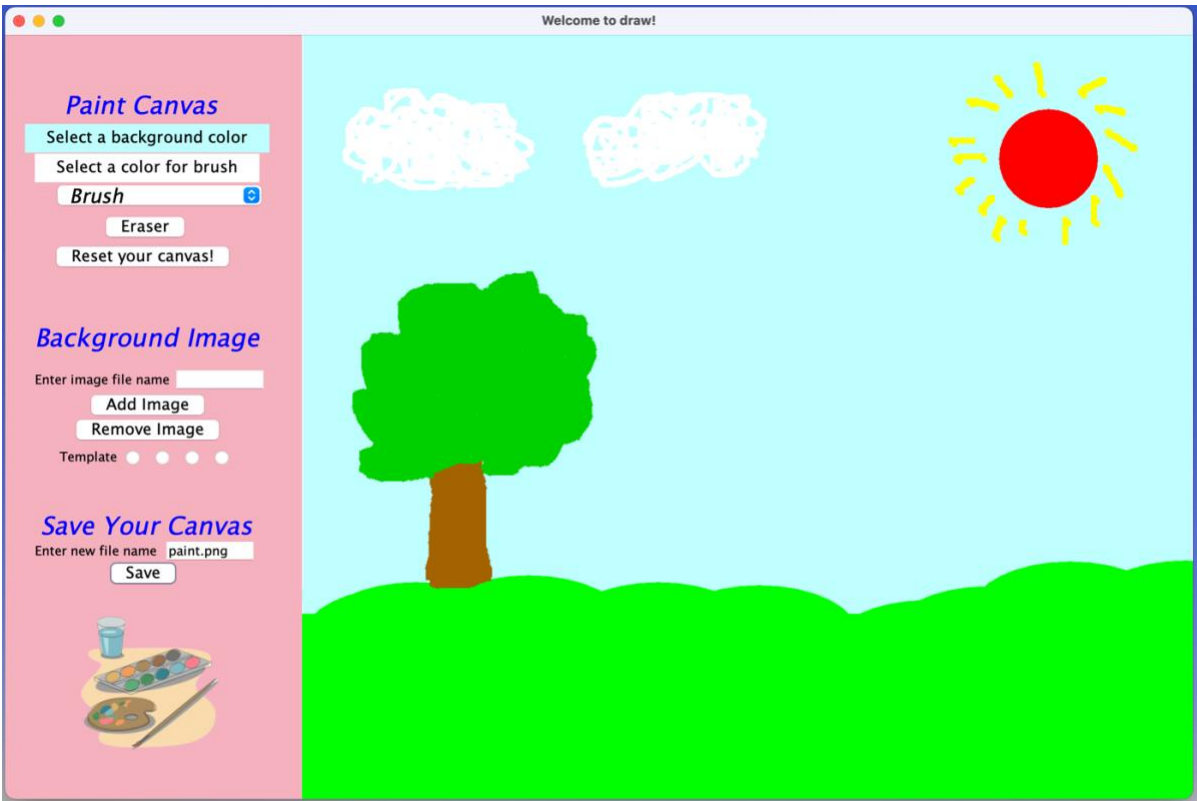 Welcome to draw!
Paint Canvas
Select a background color
Select a color for brush
Brush
Eraser
Reset your canvas!
Background Image
Enter image file name
Add Image
Remove Image
Template
Save Your Canvas
Enter new file name paint.png
Save